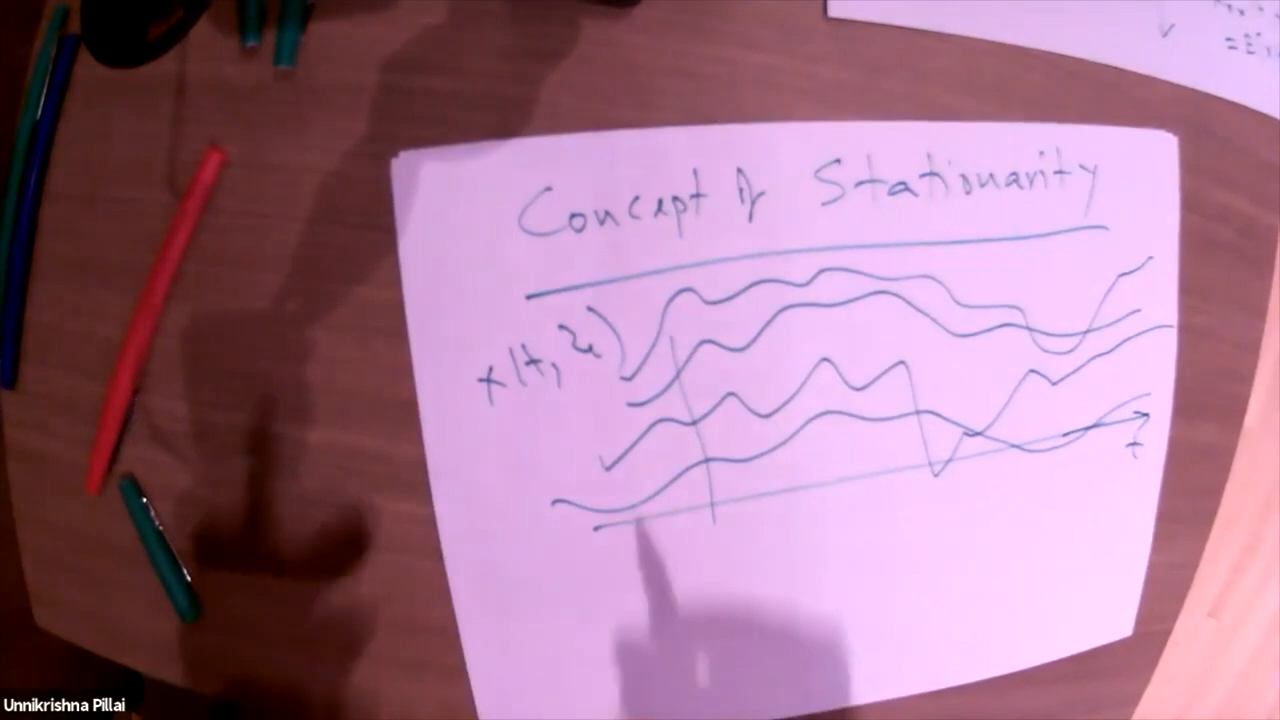 Concept of Stationarity
x(t, ξ)
t
Unnikrishna Pillai